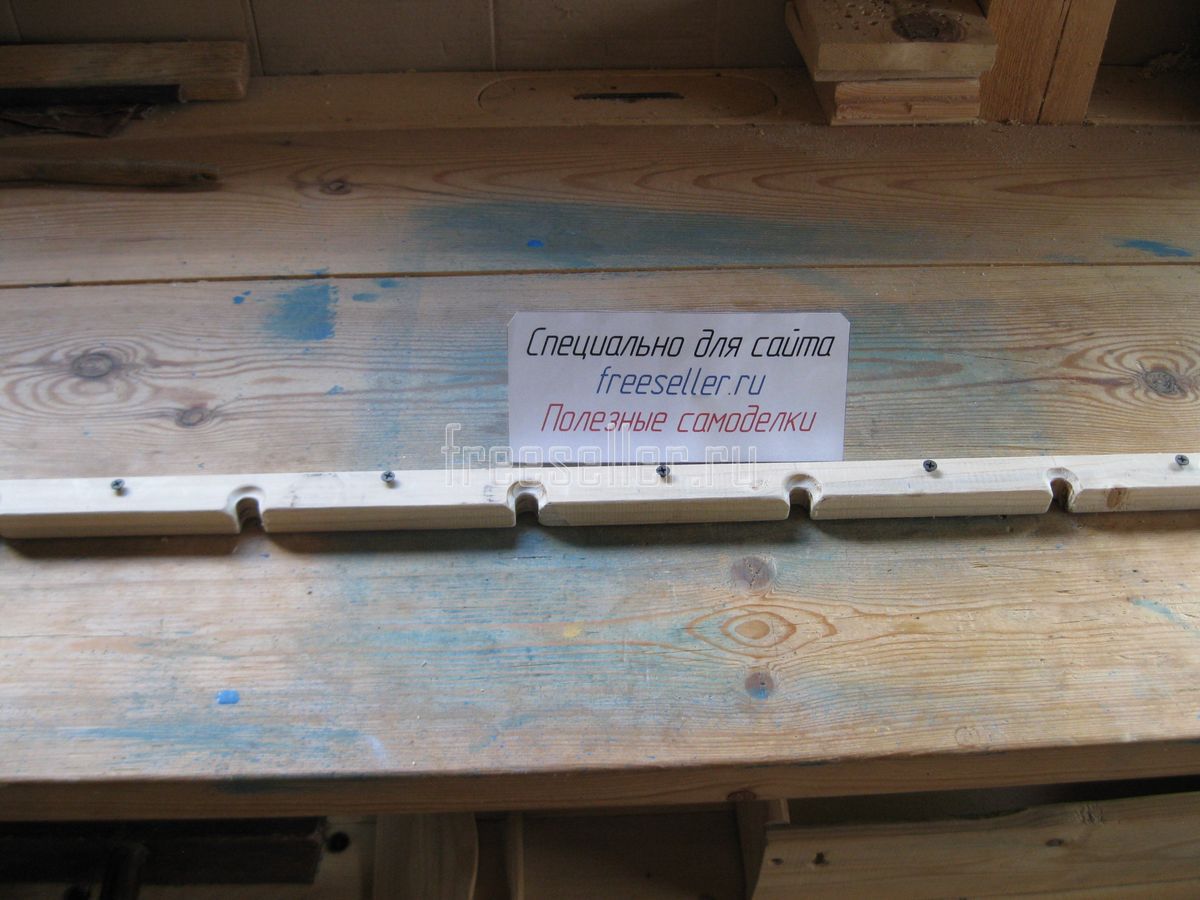 Специально для сайта
freeseller.ru
Полезные самоделки
freeseller.ru